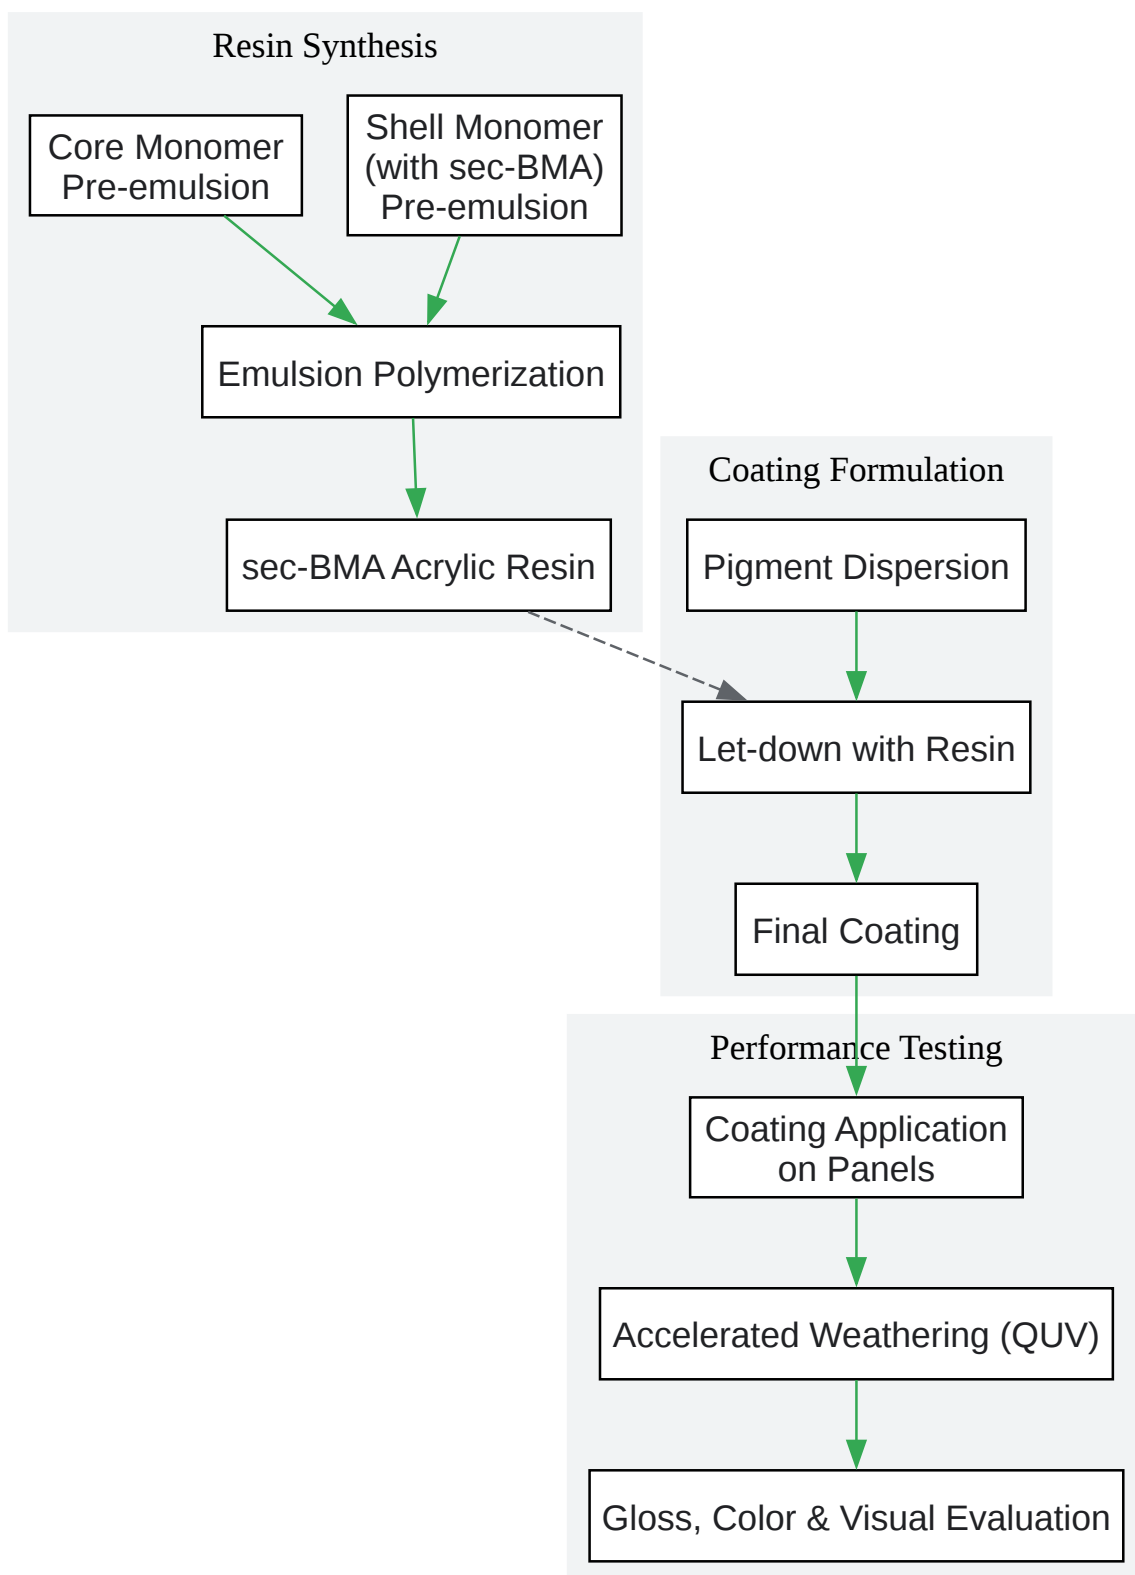 Resin Synthesis
Core Monomer
Pre-emulsion
Shell Monomer
(with sec-BMA)
Pre-emulsion
Emulsion Polymerization
sec-BMA Acrylic Resin
Coating Formulation
Pigment Dispersion
Let-down with Resin
Final Coating
Performance Testing
Coating Application
on Panels
Accelerated Weathering (QUV)
Gloss, Color & Visual Evaluation